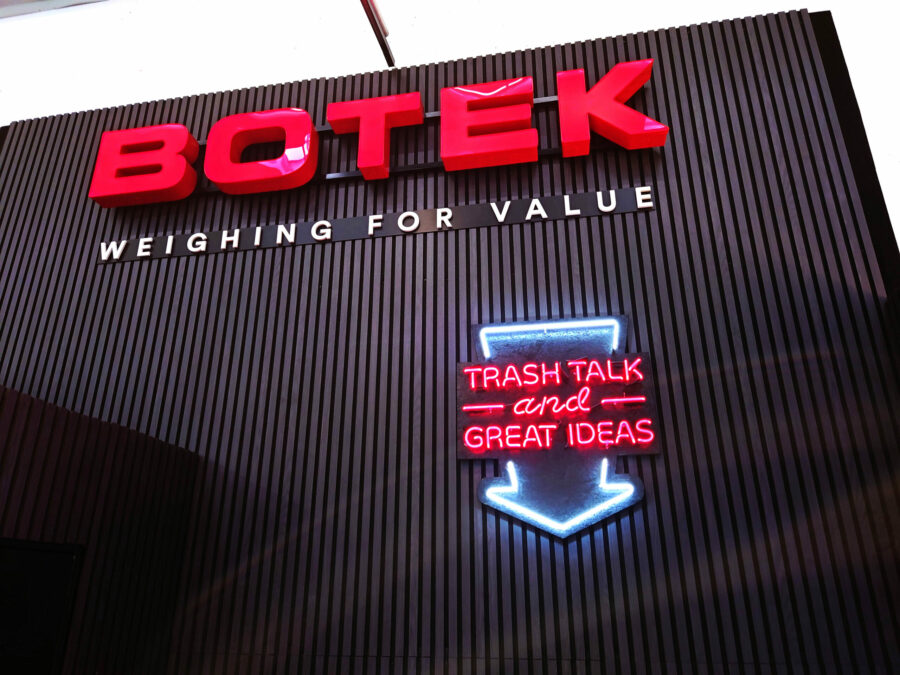 BOTEK
WEIGHING FOR VALUE
TRASH TALK
and
GREAT IDEAS